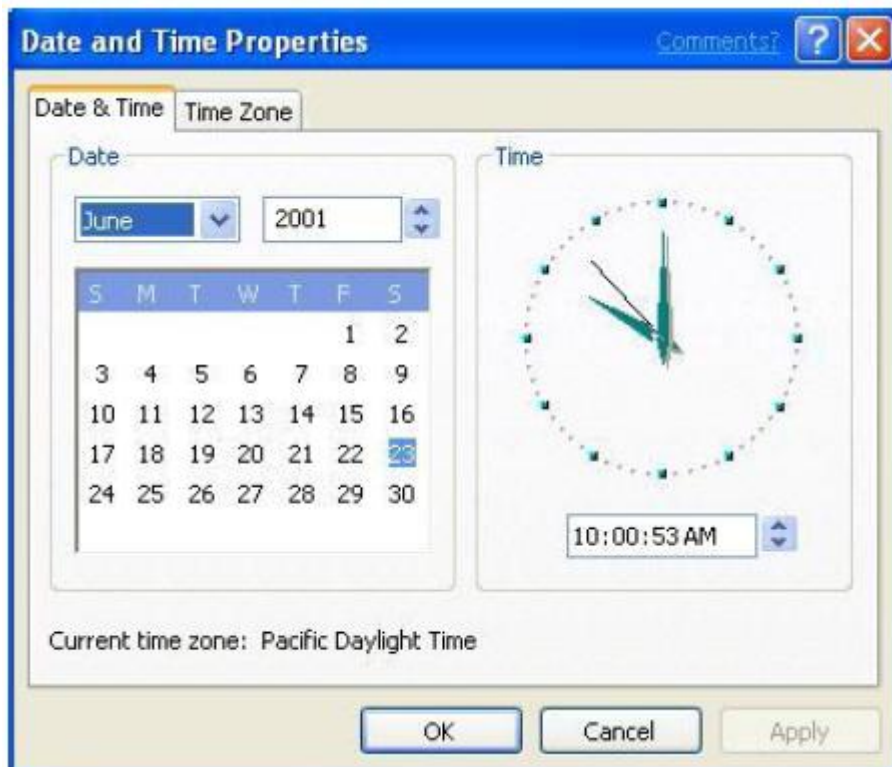 Date and Time Properties Comments?
Date & Time Time Zone
Date
June 2001
S M T W T F S
1 2
3 4 5 6 7 8 9
10 11 12 13 14 15 16
17 18 19 20 21 22 23
24 25 26 27 28 29 30
Time
10:00:53 AM
Current time zone: Pacific Daylight Time
OK Cancel Apply